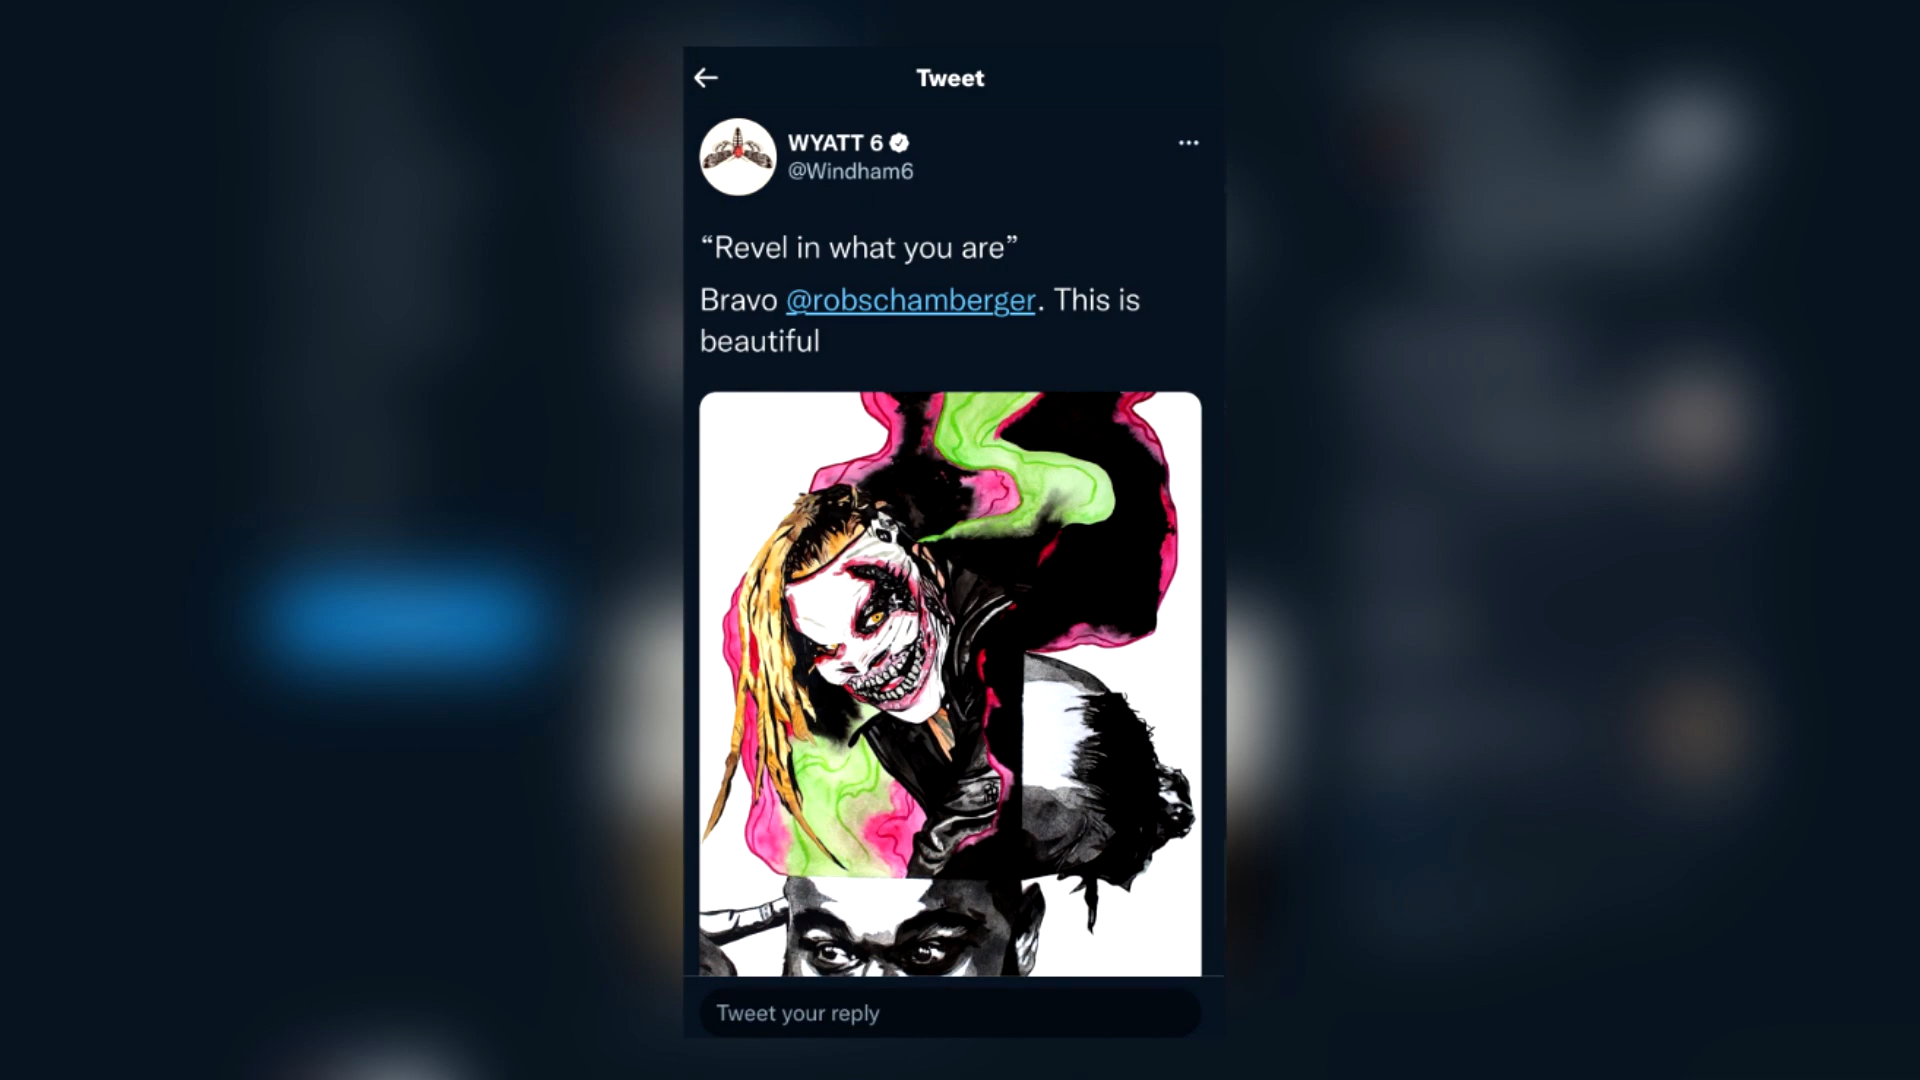 Tweet
WYATT 6
@Windham6
“Revel in what you are”
Bravo @robschamberger. This is
beautiful
Tweet your reply